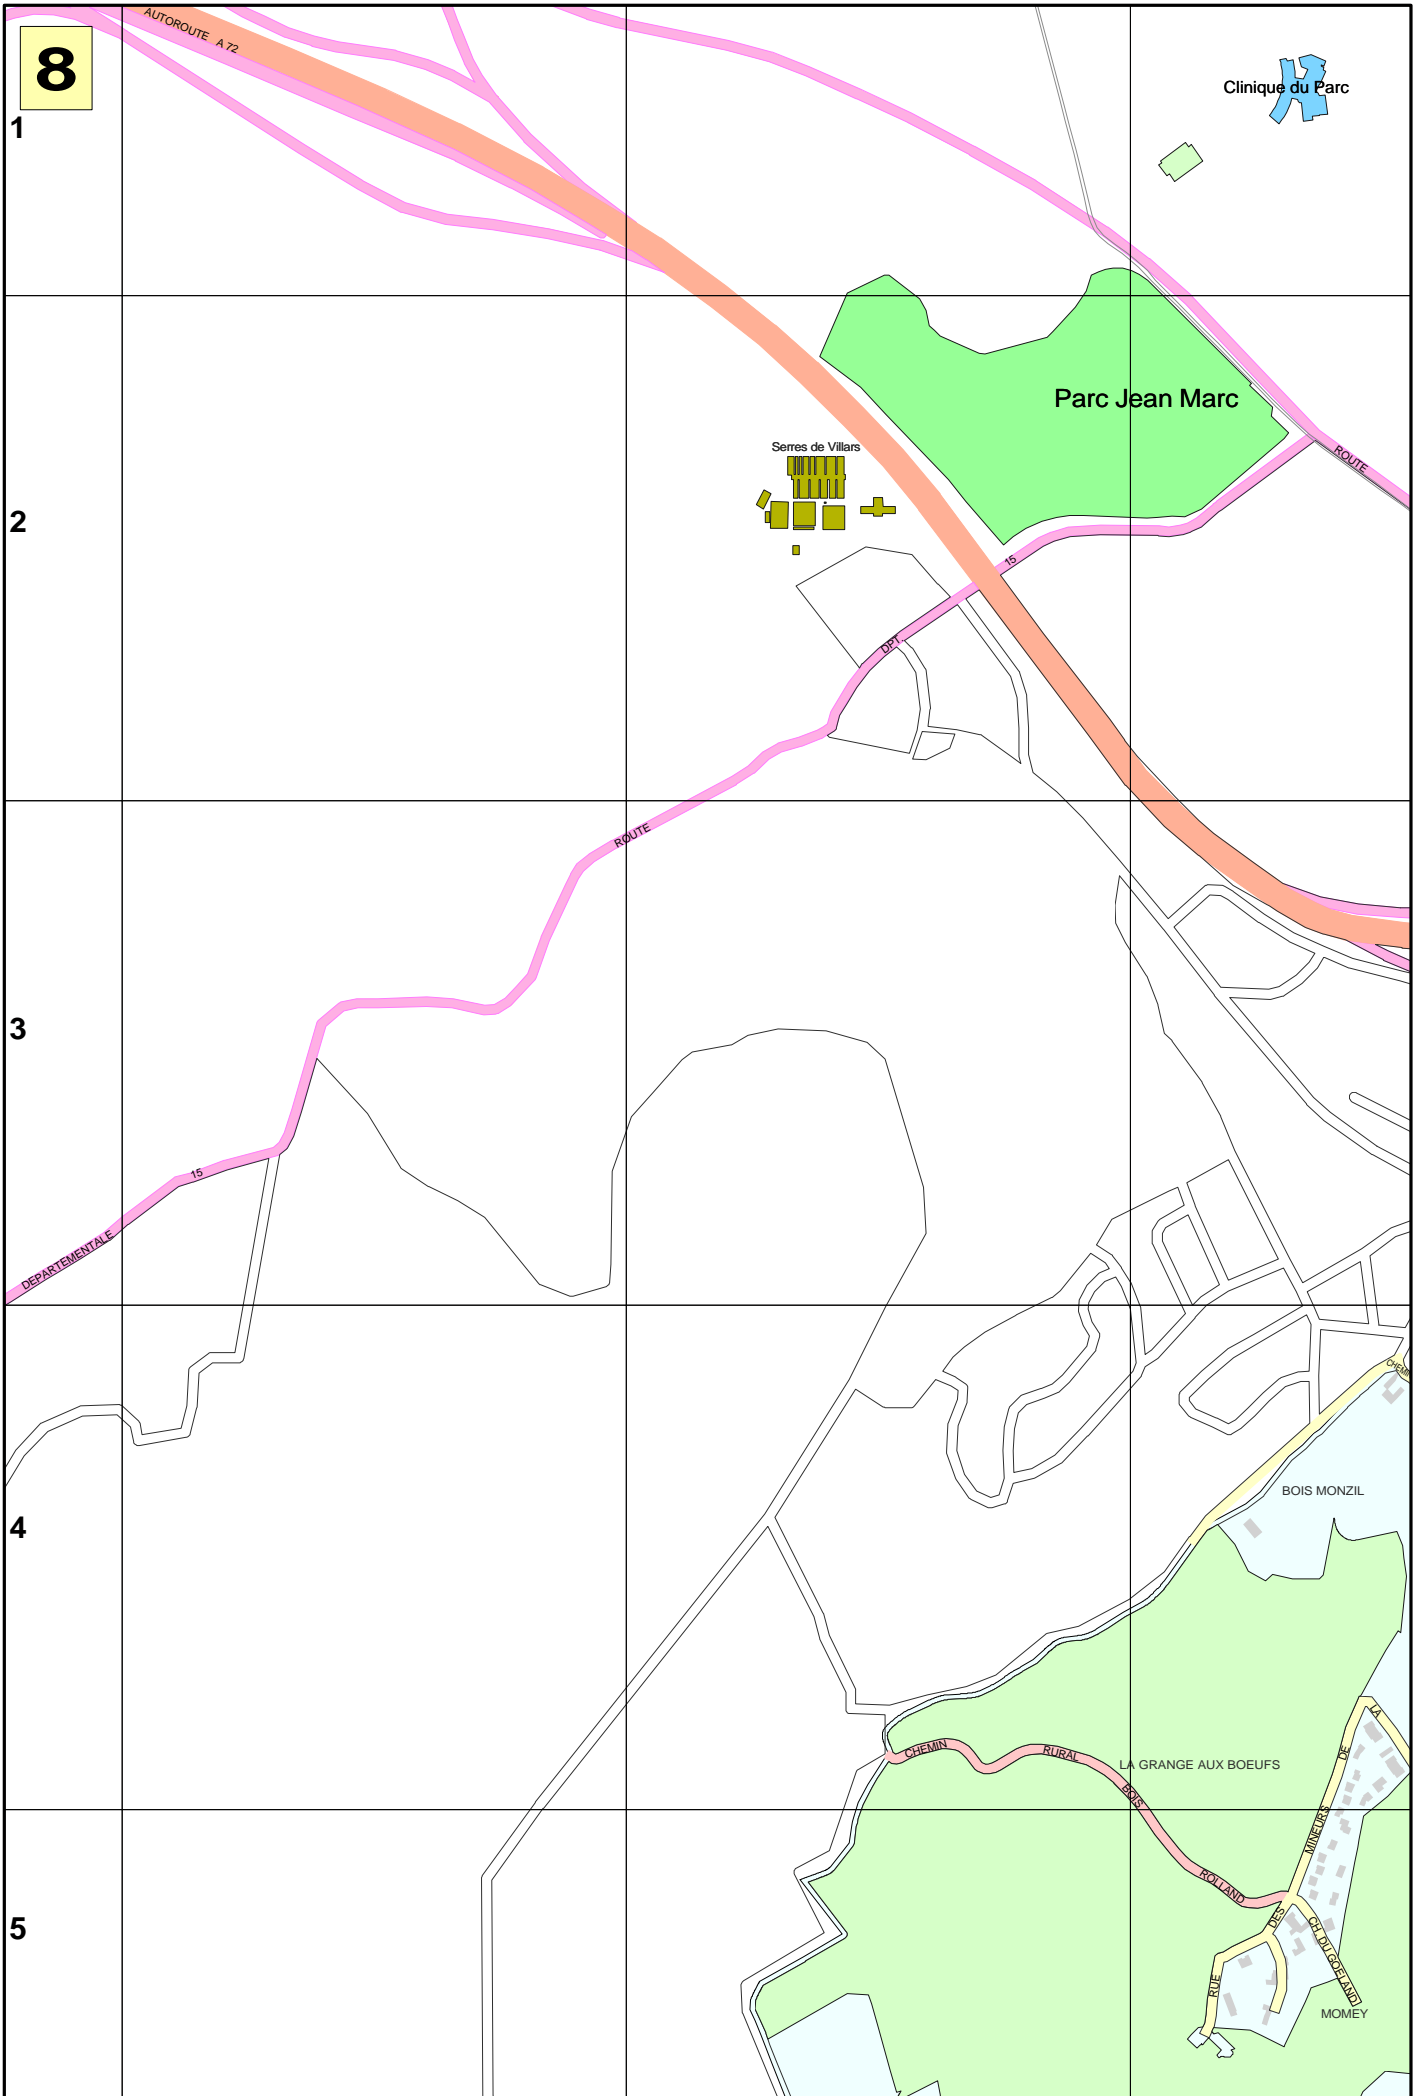 8
AUTOROUTE A 72
Clinique du Parc
1
Parc Jean Marc
Serres de Villars
ROUTE
2
15
DPT
ROUTE
3
15
DEPARTEMENTALE
CHEMIN
BOIS MONZIL
4
LA
CHEMIN
RURAL
DE
LA GRANGE AUX BOEUFS
BOIS
MINEURS
ROLLAND
5
DES
CH. DU GOELAND
RUE
MOMEY